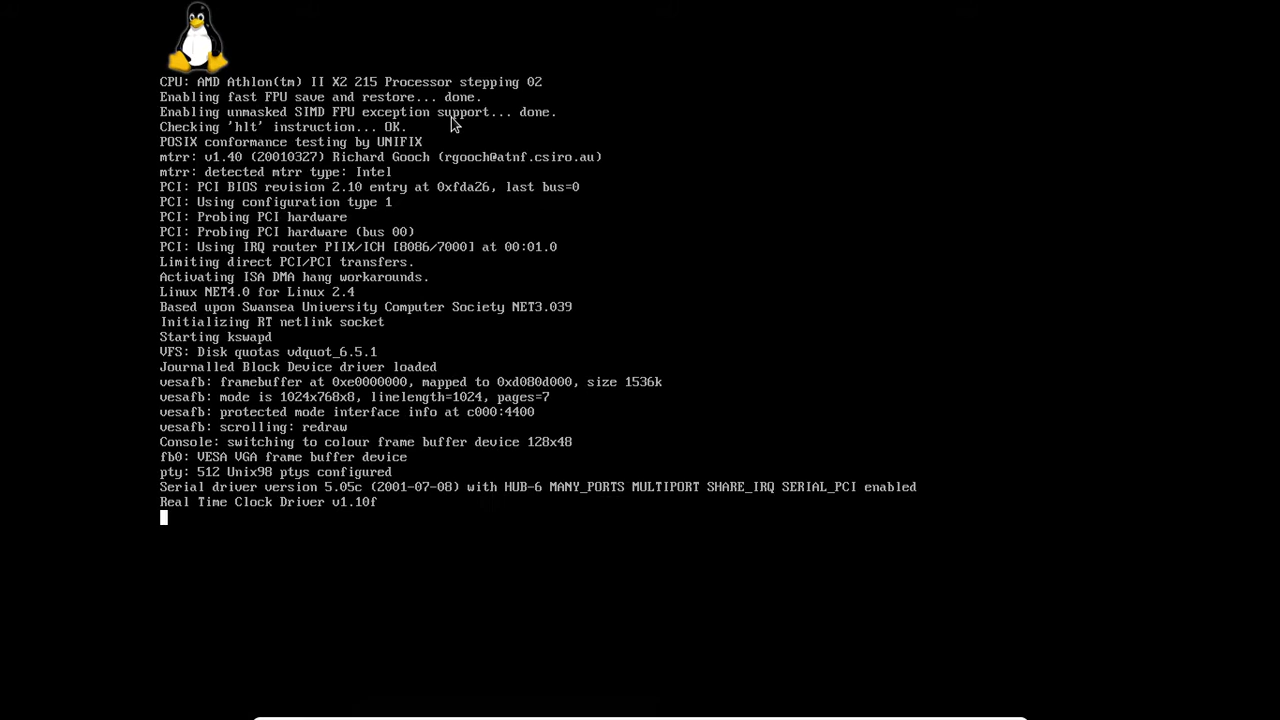 CPU: AMD Athlon(tm) II X2 215 Processor stepping 02
Enabling fast FPU save and restore... done.
Enabling unmasked SIMD FPU exception support... done.
Checking 'hlt' instruction... OK.
POSIX conformance testing by UNIFIX
mtrr: v1.40 (20010327) Richard Gooch (rgooch@atnf.csiro.au)
mtrr: detected mtrr type: Intel
PCI: PCI BIOS revision 2.10 entry at 0xfda26, last bus=0
PCI: Using configuration type 1
PCI: Probing PCI hardware
PCI: Probing PCI hardware (bus 00)
PCI: Using IRQ router PIIX/ICH [8086/7000] at 00:01.0
Limiting direct PCI/PCI transfers.
Activating ISA DMA hang workarounds.
Linux NET4.0 for Linux 2.4
Based upon Swansea University Computer Society NET3.039
Initializing RT netlink socket
Starting kswapd
VFS: Disk quotas vdquot_6.5.1
Journalled Block Device driver loaded
vesafb: framebuffer at 0xe0000000, mapped to 0xd080d000, size 1536k
vesafb: mode is 1024x768x8, linelength=1024, pages=7
vesafb: protected mode interface info at c000:4400
vesafb: scrolling: redraw
Console: switching to colour frame buffer device 128x48
fb0: VESA VGA frame buffer device
pty: 512 Unix98 ptys configured
Serial driver version 5.05c (2001-07-08) with HUB-6 MANY_PORTS MULTIPORT SHARE_IRQ SERIAL_PCI enabled
Real Time Clock Driver v1.10f